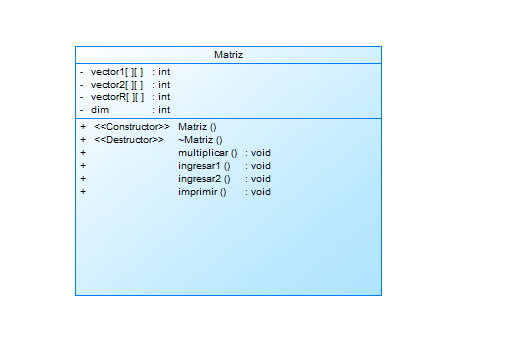 Matriz
- vector1[ ][ ] : int
- vector2[ ][ ] : int
- vectorR[ ][ ] : int
- dim : int
+ <<Constructor>> Matriz ()
+ <<Destructor>> ~Matriz ()
+ multiplicar () : void
+ ingresar1 () : void
+ ingresar2 () : void
+ imprimir () : void